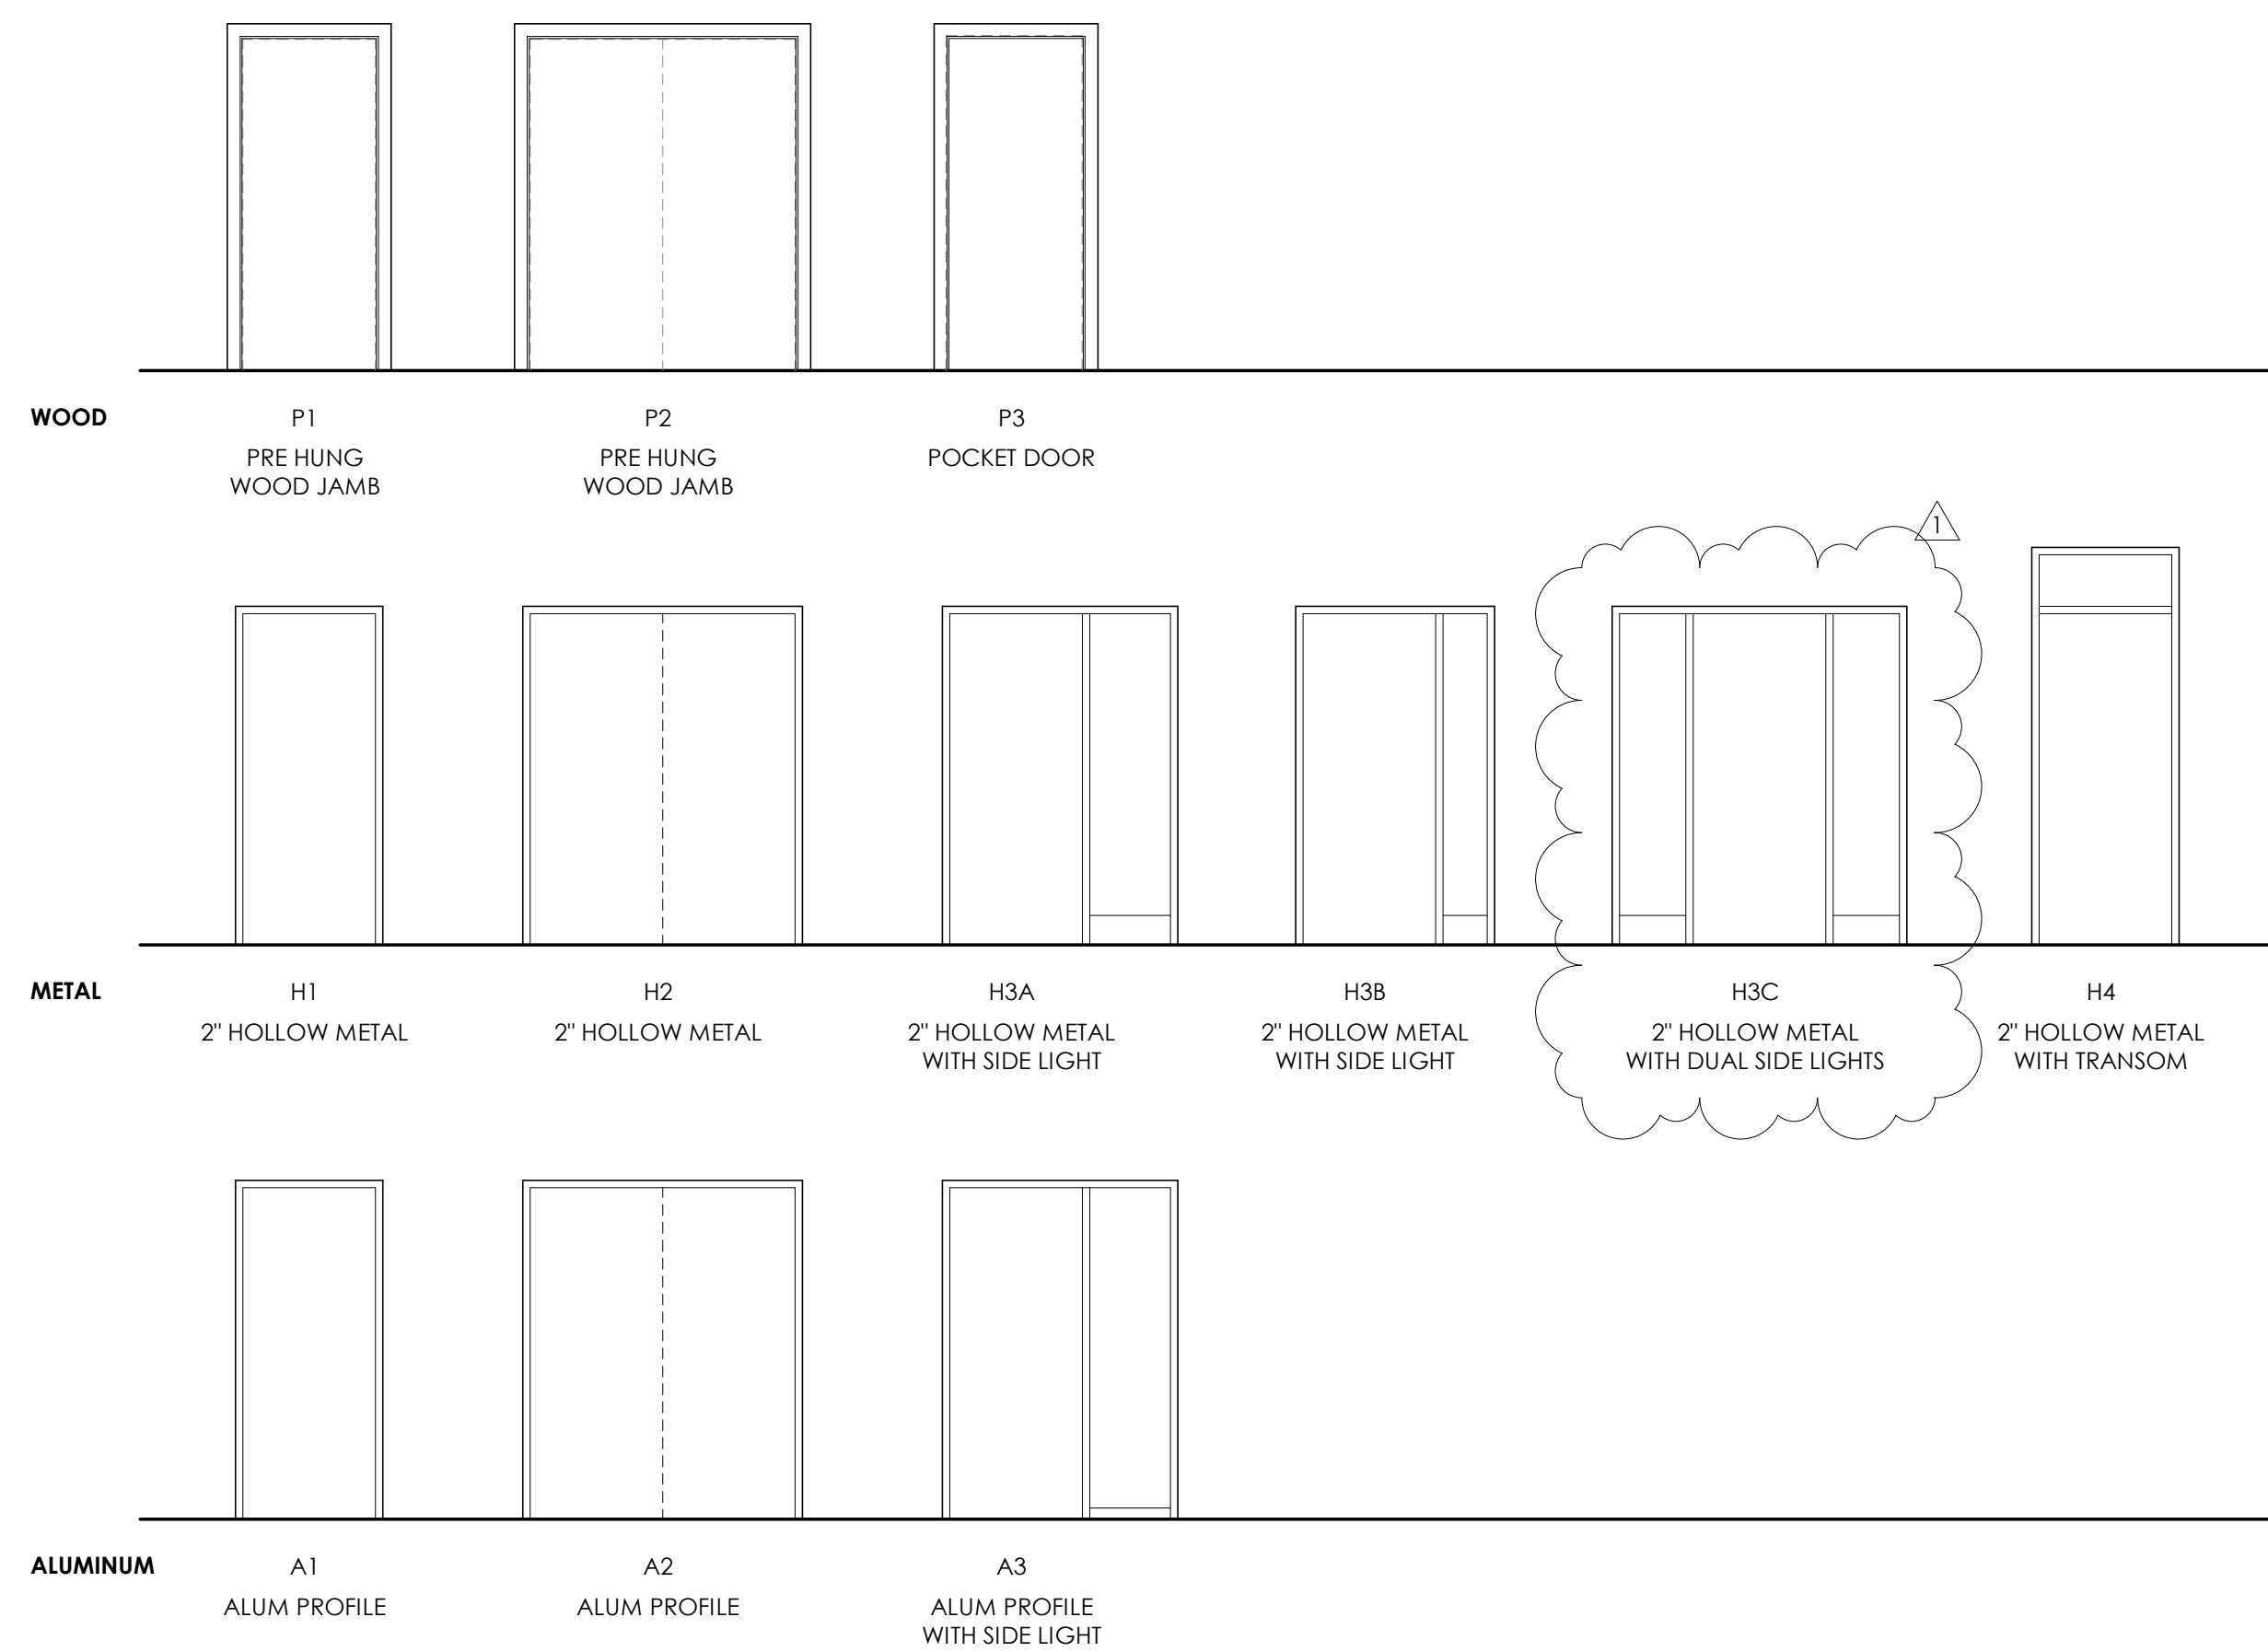 WOOD
P1
PRE HUNG
WOOD JAMB
P2
PRE HUNG
WOOD JAMB
P3
POCKET DOOR
1
METAL
H1
2" HOLLOW METAL
H2
2" HOLLOW METAL
H3A
2" HOLLOW METAL
WITH SIDE LIGHT
H3B
2" HOLLOW METAL
WITH SIDE LIGHT
H3C
2" HOLLOW METAL
WITH DUAL SIDE LIGHTS
H4
2" HOLLOW METAL
WITH TRANSOM
ALUMINUM
A1
ALUM PROFILE
A2
ALUM PROFILE
A3
ALUM PROFILE
WITH SIDE LIGHT